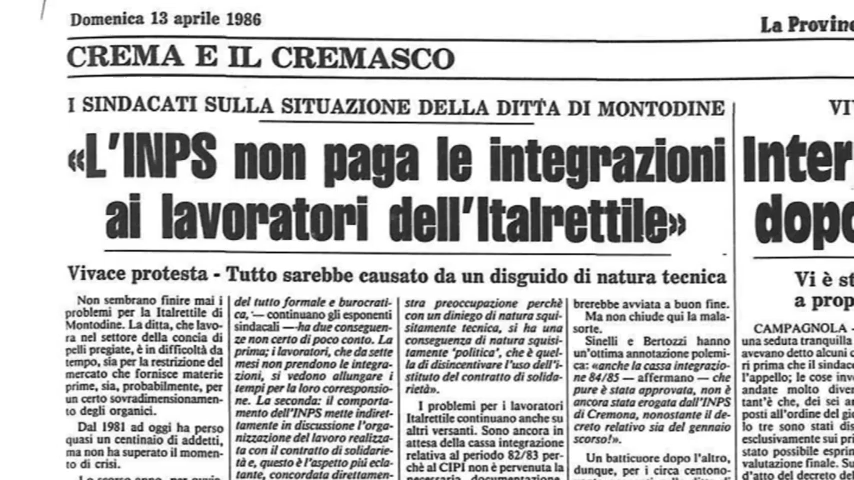 Domenica 13 aprile 1986
La Provinc
CREMA E IL CREMASCO
I SINDACATI SULLA SITUAZIONE DELLA DITTA DI MONTODINE
«L'INPS non paga le integrazioni
ai lavoratori dell'Italrettile»
Vivace protesta - Tutto sarebbe causato da un disguido di natura tecnica
Non sembrano finire mai i
problemi per la Italrettile di
Montodine. La ditta, che lavo-
ra nel settore della concia di
pelli pregiate, è in difficoltà da
tempo, sia per la restrizione del
mercato che fornisce materie
prime, sia, probabilmente, per
un certo sovradimensionamen-
to degli organici.
Dal 1981 ad oggi ha perso
quasi un centinaio di addetti,
ma non ha superato il momen-
to di crisi.
del tutto formale e burocrati-
ca, — continuano gli esponenti
sindacali — ha due conseguen-
ze non certo di poco conto. La
prima; i lavoratori, che da sette
mesi non prendono le integra-
zioni, si vedono allungare i
tempi per la loro corresponsio-
ne. La seconda: il comporta-
mento dell'INPS mette indiret-
tamente in discussione l'orga-
nizzazione del lavoro realizza-
ta con il contratto di solidarie-
tà e, questo è l'aspetto più ecla-
tante, concordata direttamen-
stra preoccupazione perchè
con un diniego di natura squi-
sitamente tecnica, si ha una
conseguenza di natura squisi-
tamente 'politica', che è quel-
la di disincentivare l'uso dell'i-
stituto del contratto di solida-
rietà».
I problemi per i lavoratori
Italrettile continuano anche su
altri versanti. Sono ancora in
attesa della cassa integrazione
relativa al periodo 82/83 per-
chè al CIPI non è pervenuta la
necessaria documentazione,
brerebbe avviata a buon fine.
Ma non chiude qui la mala-
sorte.
Sinelli e Bertozzi hanno
un'ottima annotazione polemi-
ca: «anche la cassa integrazio-
ne 84/85 — affermano — che
pure è stata approvata, non è
ancora stata erogata dall'INPS
di Cremona, nonostante il de-
creto relativo sia del gennaio
scorso!».
Un batticuore dopo l'altro,
dunque, per i circa centono-
VI
Inter
dopo
Vi è st
a prop
CAMPAGNOLA -
una seduta tranquilla
avevano detto alcuni c
ri prima che il sindac
l'appello; le cose inve
andate molto diver
tant'è che, dei sei ar
posti all'ordine del gio
lo tre sono stati dis
esclusivamente sui pri
stato possibile esprim
valutazione finale. Su
d'atto del decreto del